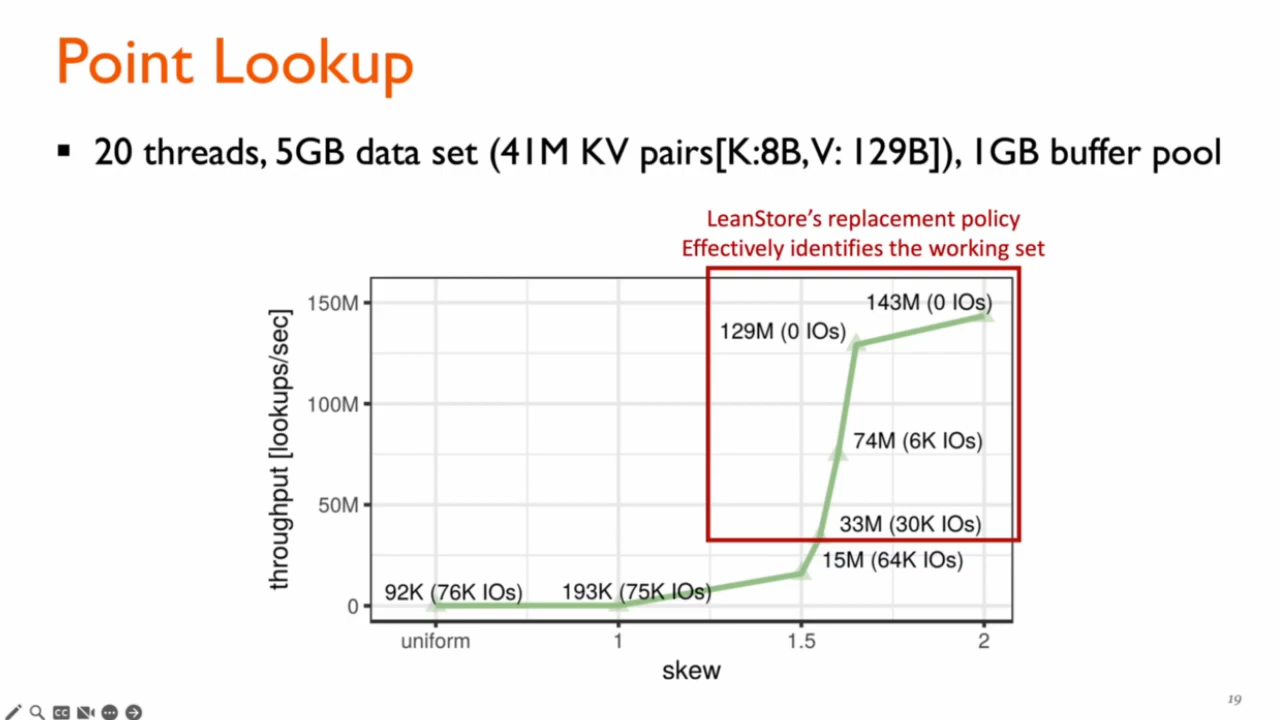 Point Lookup
▪ 20 threads, 5GB data set (41M KV pairs[K:8B,V: 129B]), 1GB buffer pool
LeanStore's replacement policy
Effectively identifies the working set
throughput [lookups/sec]
150M
100M
50M
0
143M (0 IOs)
129M (0 IOs)
74M (6K IOs)
33M (30K IOs)
15M (64K IOs)
92K (76K IOs)
193K (75K IOs)
uniform
1
1.5
2
skew
19
CC